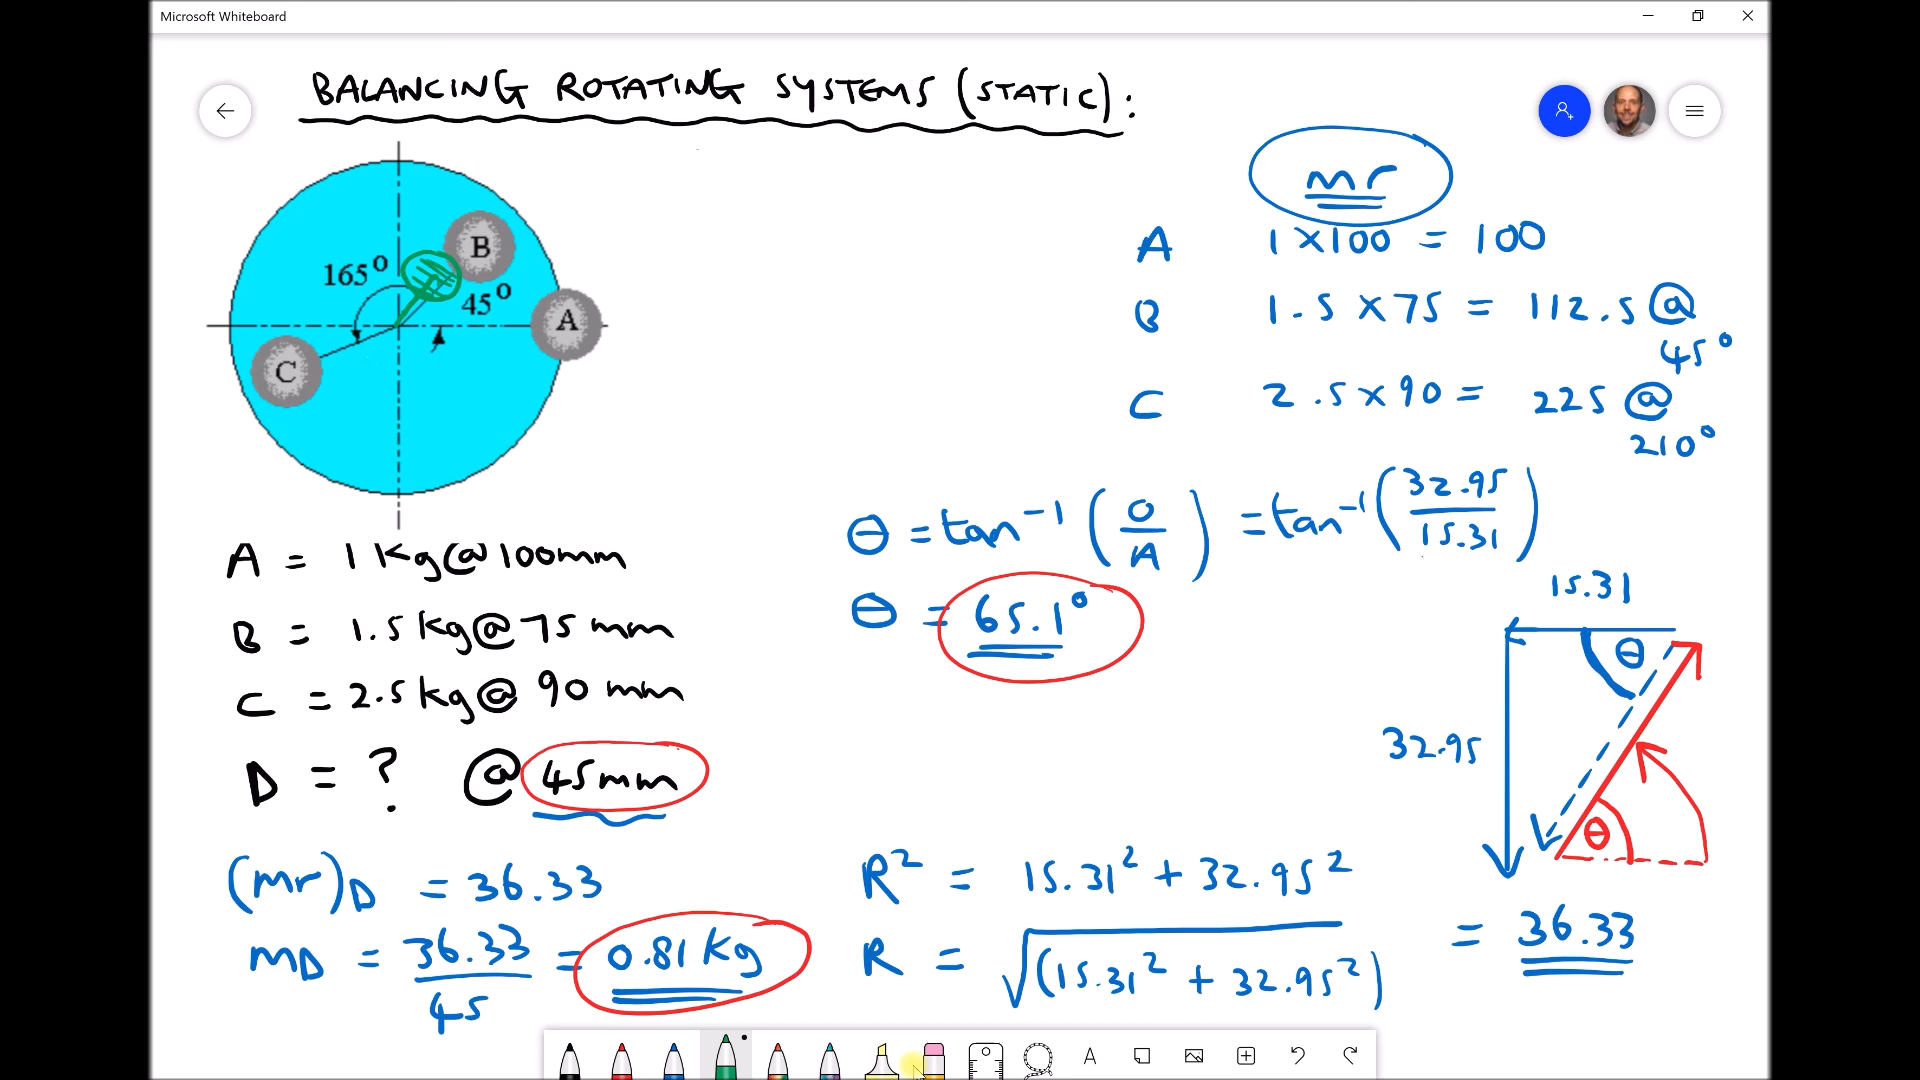 Microsoft Whiteboard
BALANCING ROTATING SYSTEMS (STATIC):
B
165°
45°
A
C
mr
A 1 × 100 = 100
B 1.5 × 75 = 112.5 @ 45°
C 2.5 × 90 = 225 @ 210°
θ = tan⁻¹ (O/A) = tan⁻¹ (32.95/15.31)
θ = 65.1°
A = 1 Kg @ 100mm
B = 1.5 kg @ 75 mm
C = 2.5 kg @ 90 mm
D = ? @ 45mm
15.31
θ
32.95
θ
(mr)D = 36.33
mD = 36.33/45 = 0.81 kg
R² = 15.31² + 32.95²
R = √(15.31² + 32.95²) = 36.33
A